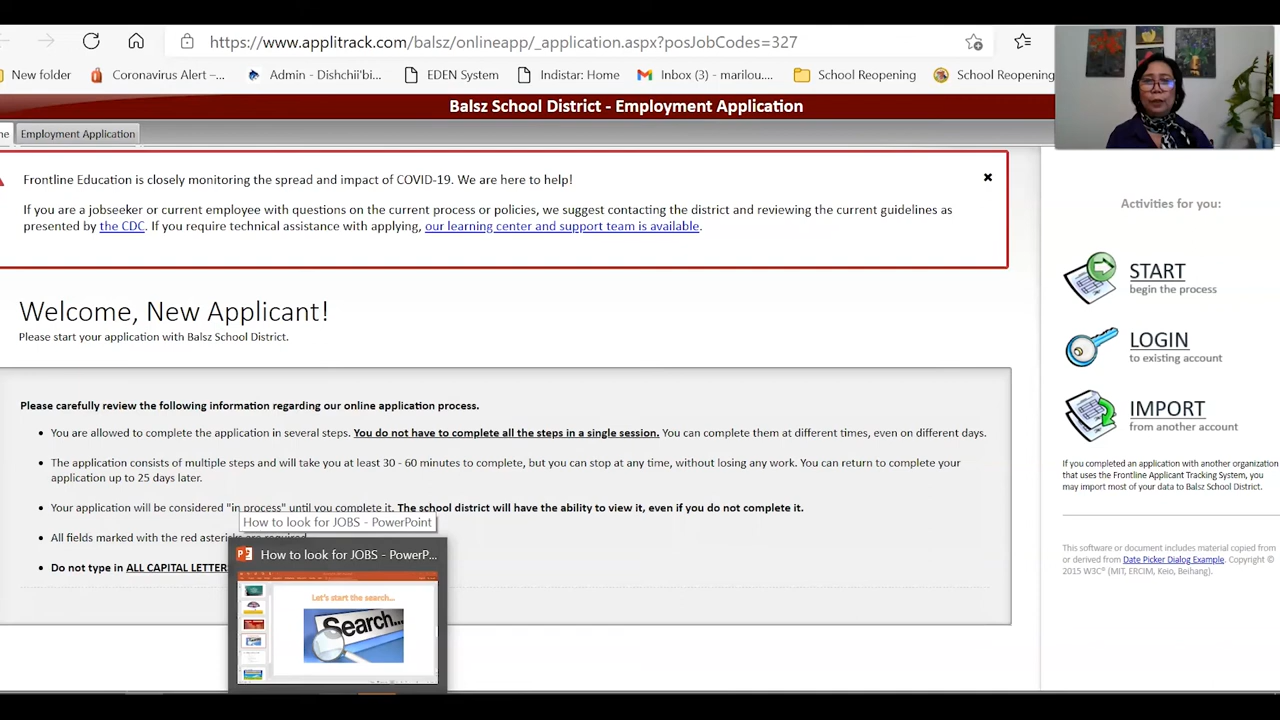 https://www.applitrack.com/balsz/onlineapp/_application.aspx?posJobCodes=327
New folder
Coronavirus Alert –...
Admin - Dishchii'bi...
EDEN System
Indistar: Home
Inbox (3) - marilou....
School Reopening
School Reopening
Balsz School District - Employment Application
Employment Application
Frontline Education is closely monitoring the spread and impact of COVID-19. We are here to help!
If you are a jobseeker or current employee with questions on the current process or policies, we suggest contacting the district and reviewing the current guidelines as
presented by the CDC. If you require technical assistance with applying, our learning center and support team is available.
Welcome, New Applicant!
Please start your application with Balsz School District.
Please carefully review the following information regarding our online application process.
You are allowed to complete the application in several steps. You do not have to complete all the steps in a single session. You can complete them at different times, even on different days.
The application consists of multiple steps and will take you at least 30 - 60 minutes to complete, but you can stop at any time, without losing any work. You can return to complete your
application up to 25 days later.
Your application will be considered "in process" until you complete it. The school district will have the ability to view it, even if you do not complete it.
All fields marked with the red asterisk are required.
Do not type in ALL CAPITAL LETTER
How to look for JOBS - PowerPoint
How to look for JOBS - PowerP...
Let's start the search...
Search...
Activities for you:
START
begin the process
LOGIN
to existing account
IMPORT
from another account
If you completed an application with another organization
that uses the Frontline Applicant Tracking System, you
may import most of your data to Balsz School District.
This software or document includes material copied from
or derived from Date Picker Dialog Example. Copyright ©
2015 W3C® (MIT, ERCIM, Keio, Beihang).